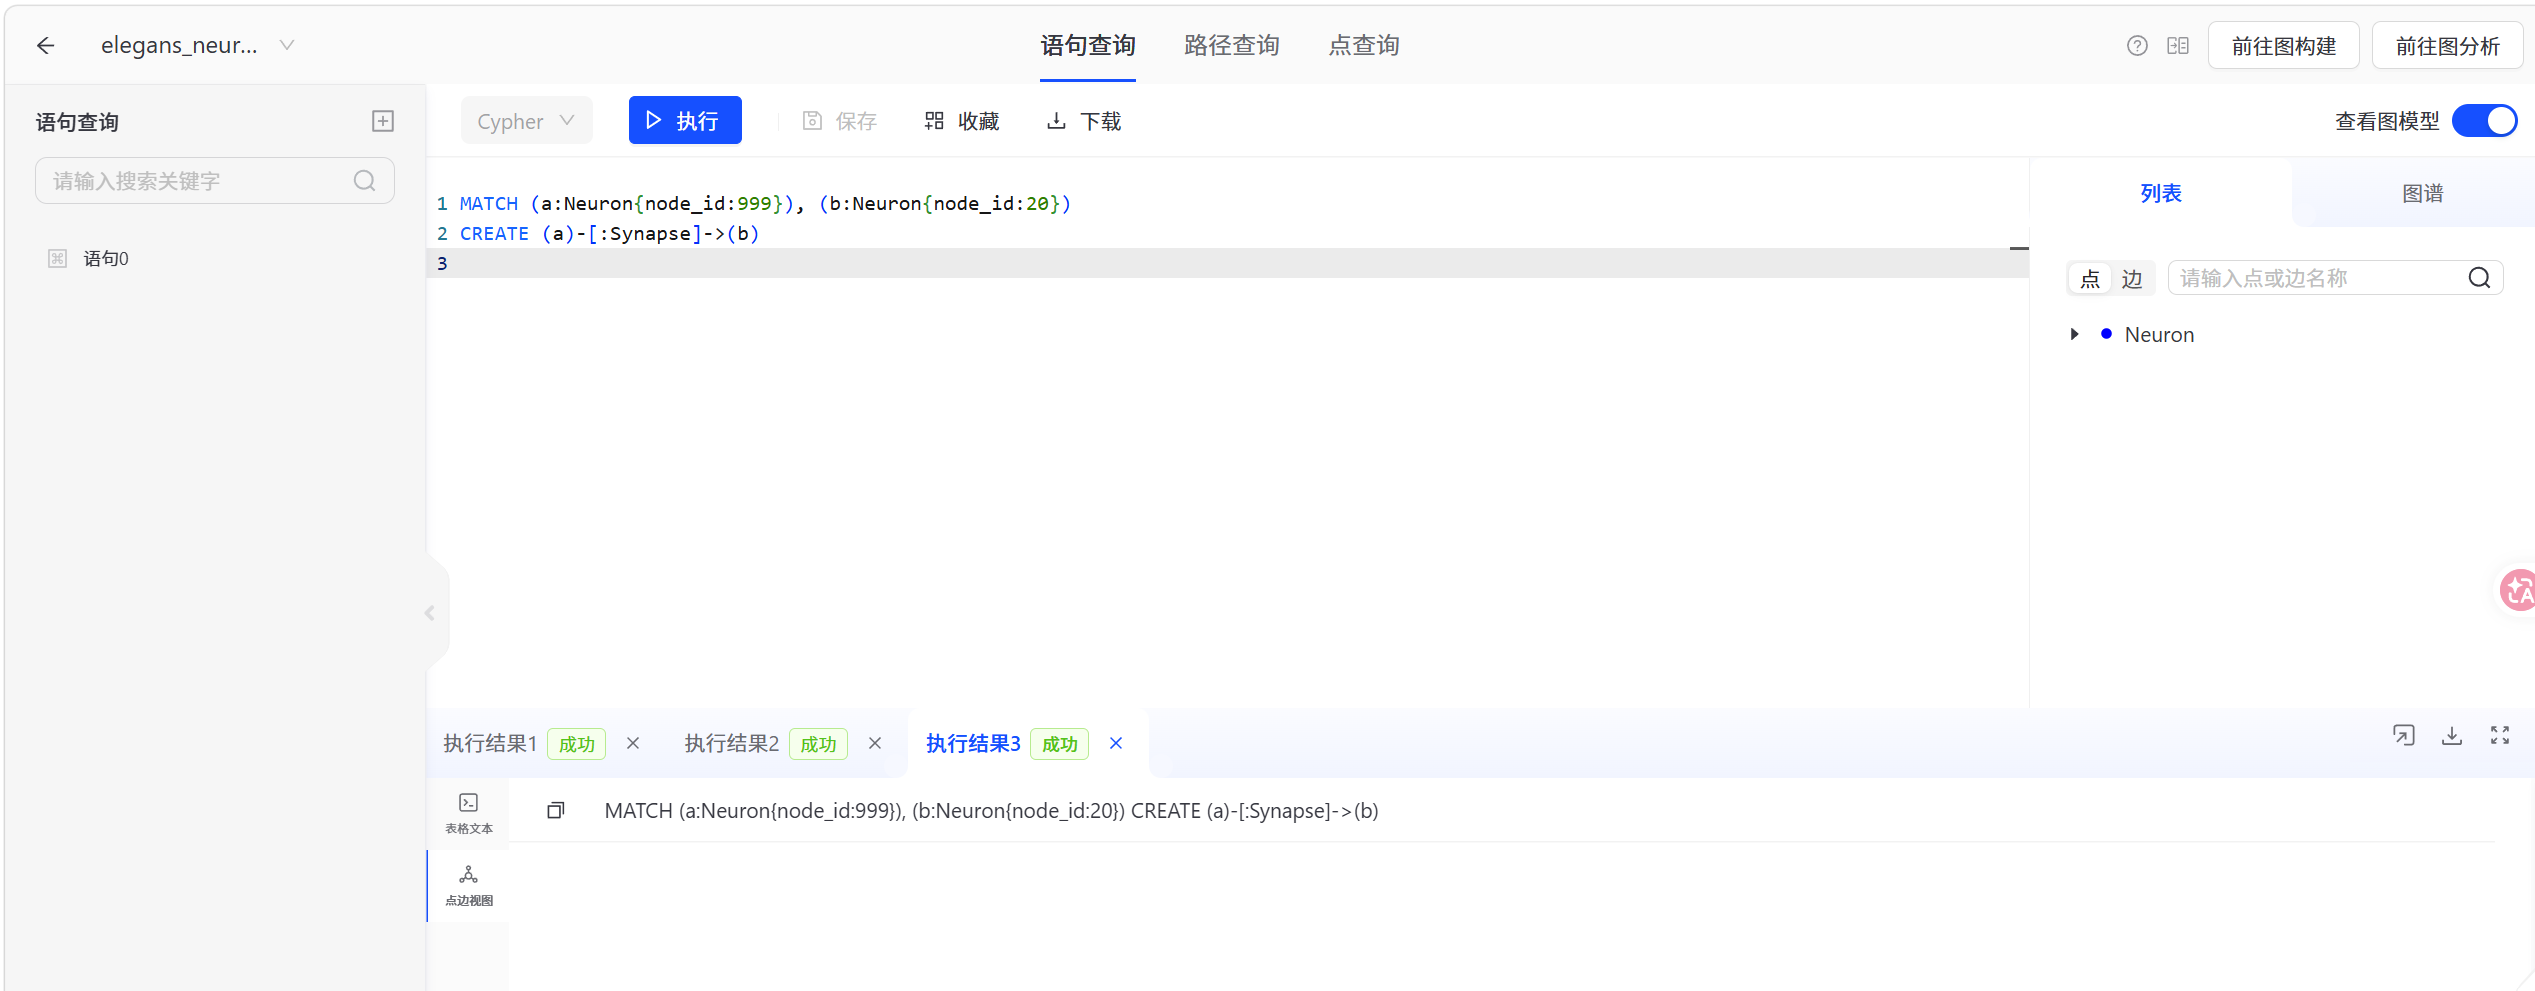 elegans_neur...
语句查询
路径查询
点查询
前往图构建
前往图分析
语句查询
请输入搜索关键字
语句0
Cypher
执行
保存
收藏
下载
查看图模型
1 MATCH (a:Neuron{node_id:999}), (b:Neuron{node_id:20})
2 CREATE (a)-[:Synapse]->(b)
3
列表
图谱
点
边
请输入点或边名称
Neuron
执行结果1 成功
执行结果2 成功
执行结果3 成功
表格文本
点边视图
MATCH (a:Neuron{node_id:999}), (b:Neuron{node_id:20}) CREATE (a)-[:Synapse]->(b)